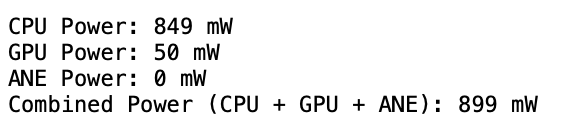 CPU Power: 849 mW
GPU Power: 50 mW
ANE Power: 0 mW
Combined Power (CPU + GPU + ANE): 899 mW